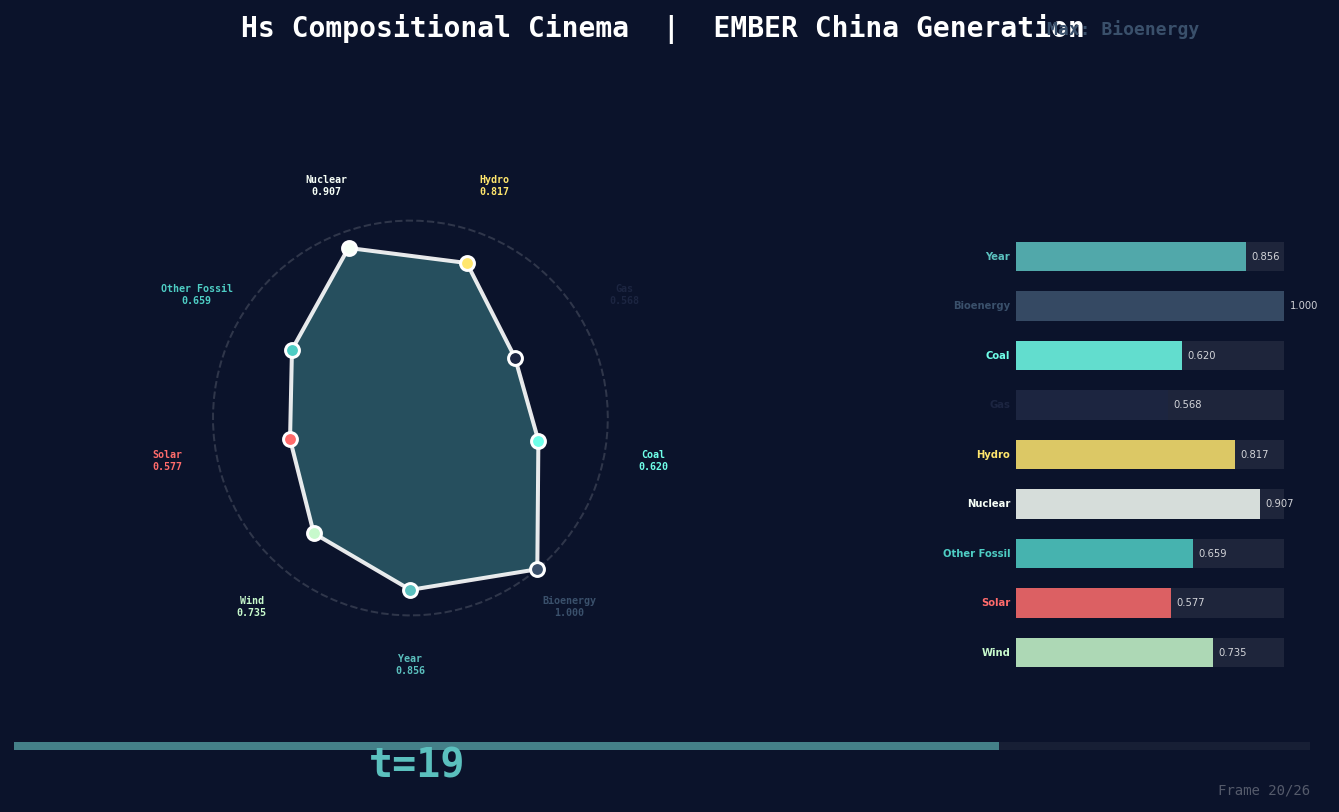 Hs Compositional Cinema | EMBER China Generation
Max: Bioenergy
Nuclear
0.907
Hydro
0.817
Other Fossil
0.659
Gas
0.568
Solar
0.577
Coal
0.620
Wind
0.735
Bioenergy
1.000
Year
0.856
Year 0.856
Bioenergy 1.000
Coal 0.620
Gas 0.568
Hydro 0.817
Nuclear 0.907
Other Fossil 0.659
Solar 0.577
Wind 0.735
t=19
Frame 20/26